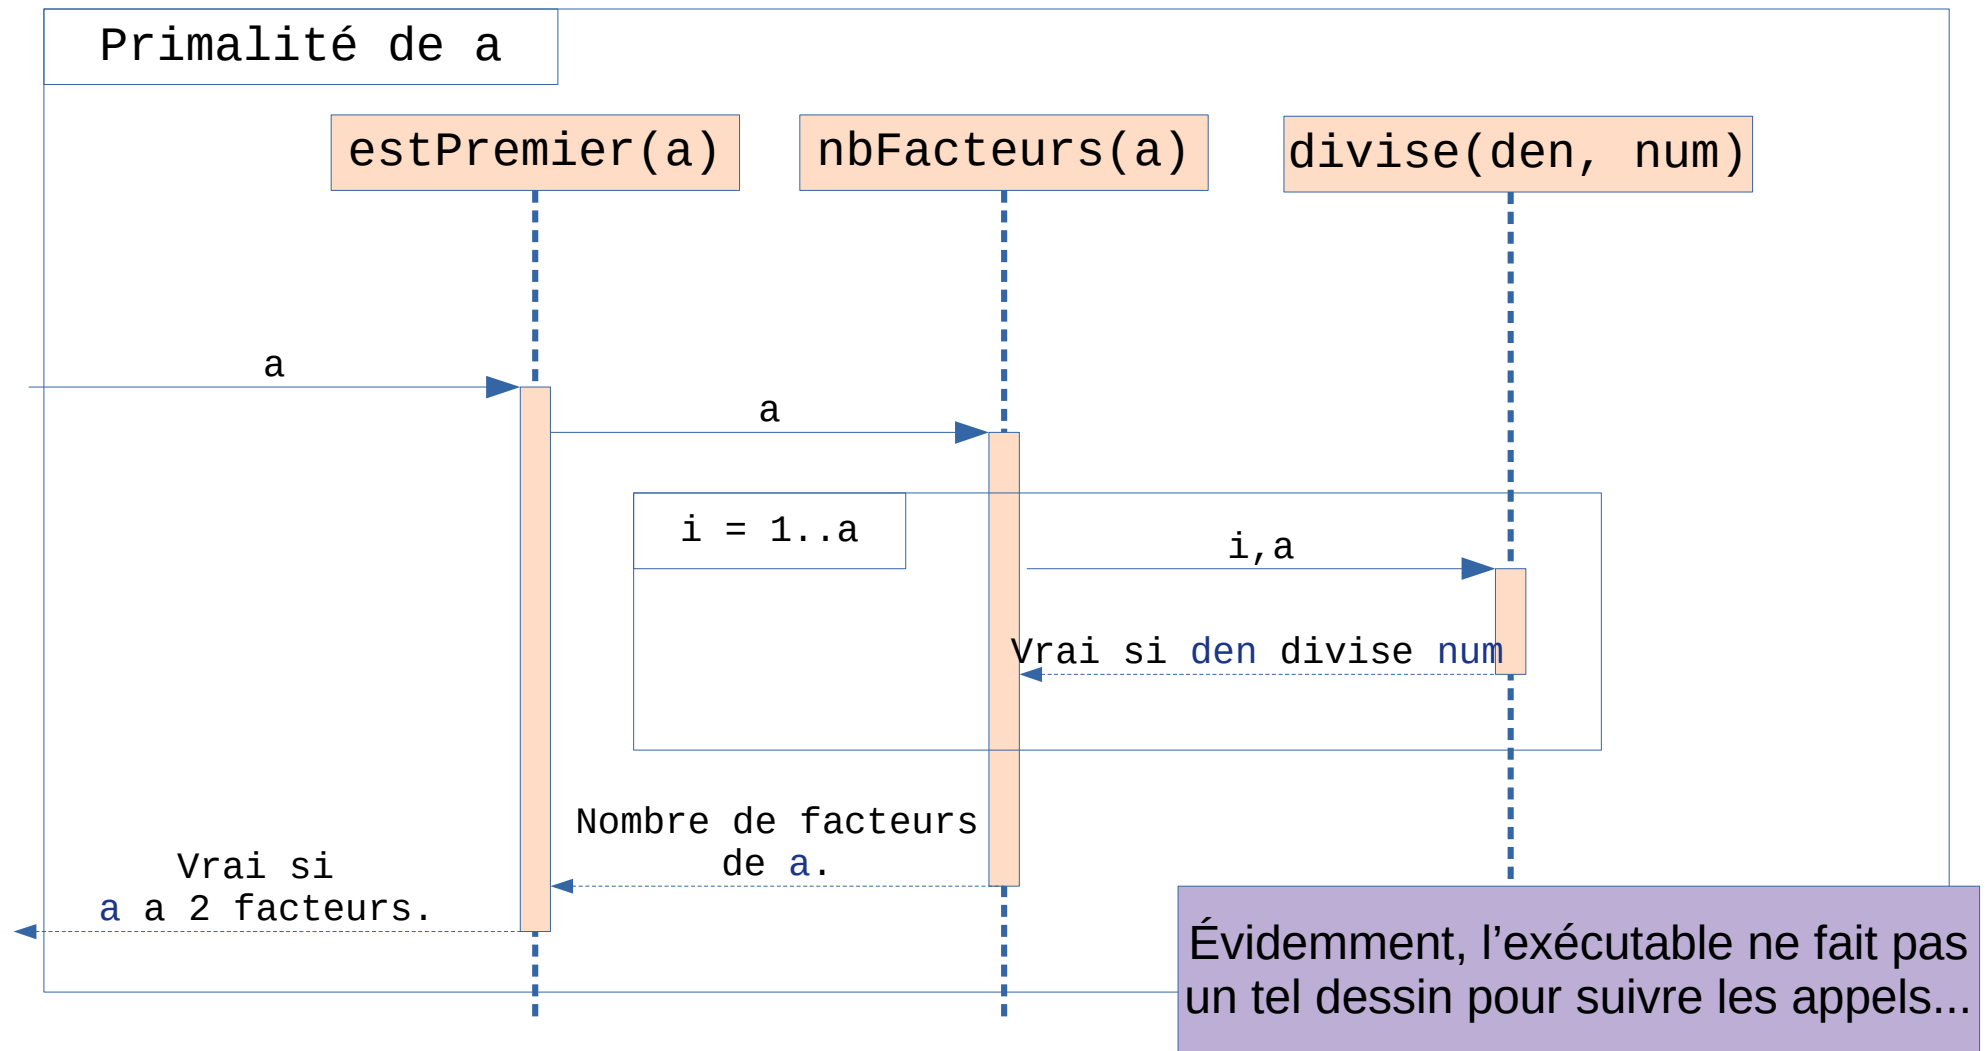 Primalité de a
estPremier(a)
nbFacteurs(a)
divise(den, num)
a
a
i = 1..a
i,a
Vrai si den divise num
Nombre de facteurs
de a.
Vrai si
a a 2 facteurs.
Évidemment, l’exécutable ne fait pas
un tel dessin pour suivre les appels...